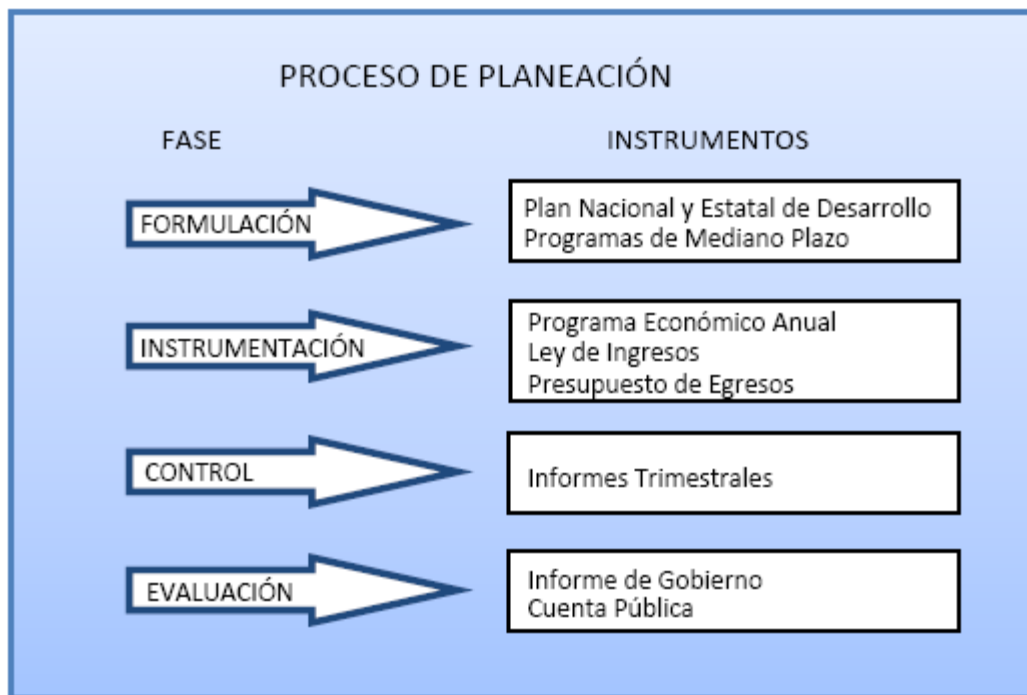 PROCESO DE PLANEACIÓN
FASE
INSTRUMENTOS
FORMULACIÓN
Plan Nacional y Estatal de Desarrollo
Programas de Mediano Plazo
INSTRUMENTACIÓN
Programa Económico Anual
Ley de Ingresos
Presupuesto de Egresos
CONTROL
Informes Trimestrales
EVALUACIÓN
Informe de Gobierno
Cuenta Pública